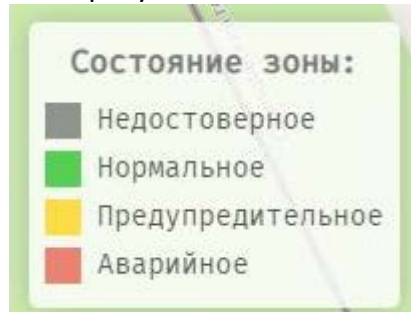 Состояние зоны:
Недостоверное
Нормальное
Предупредительное
Аварийное